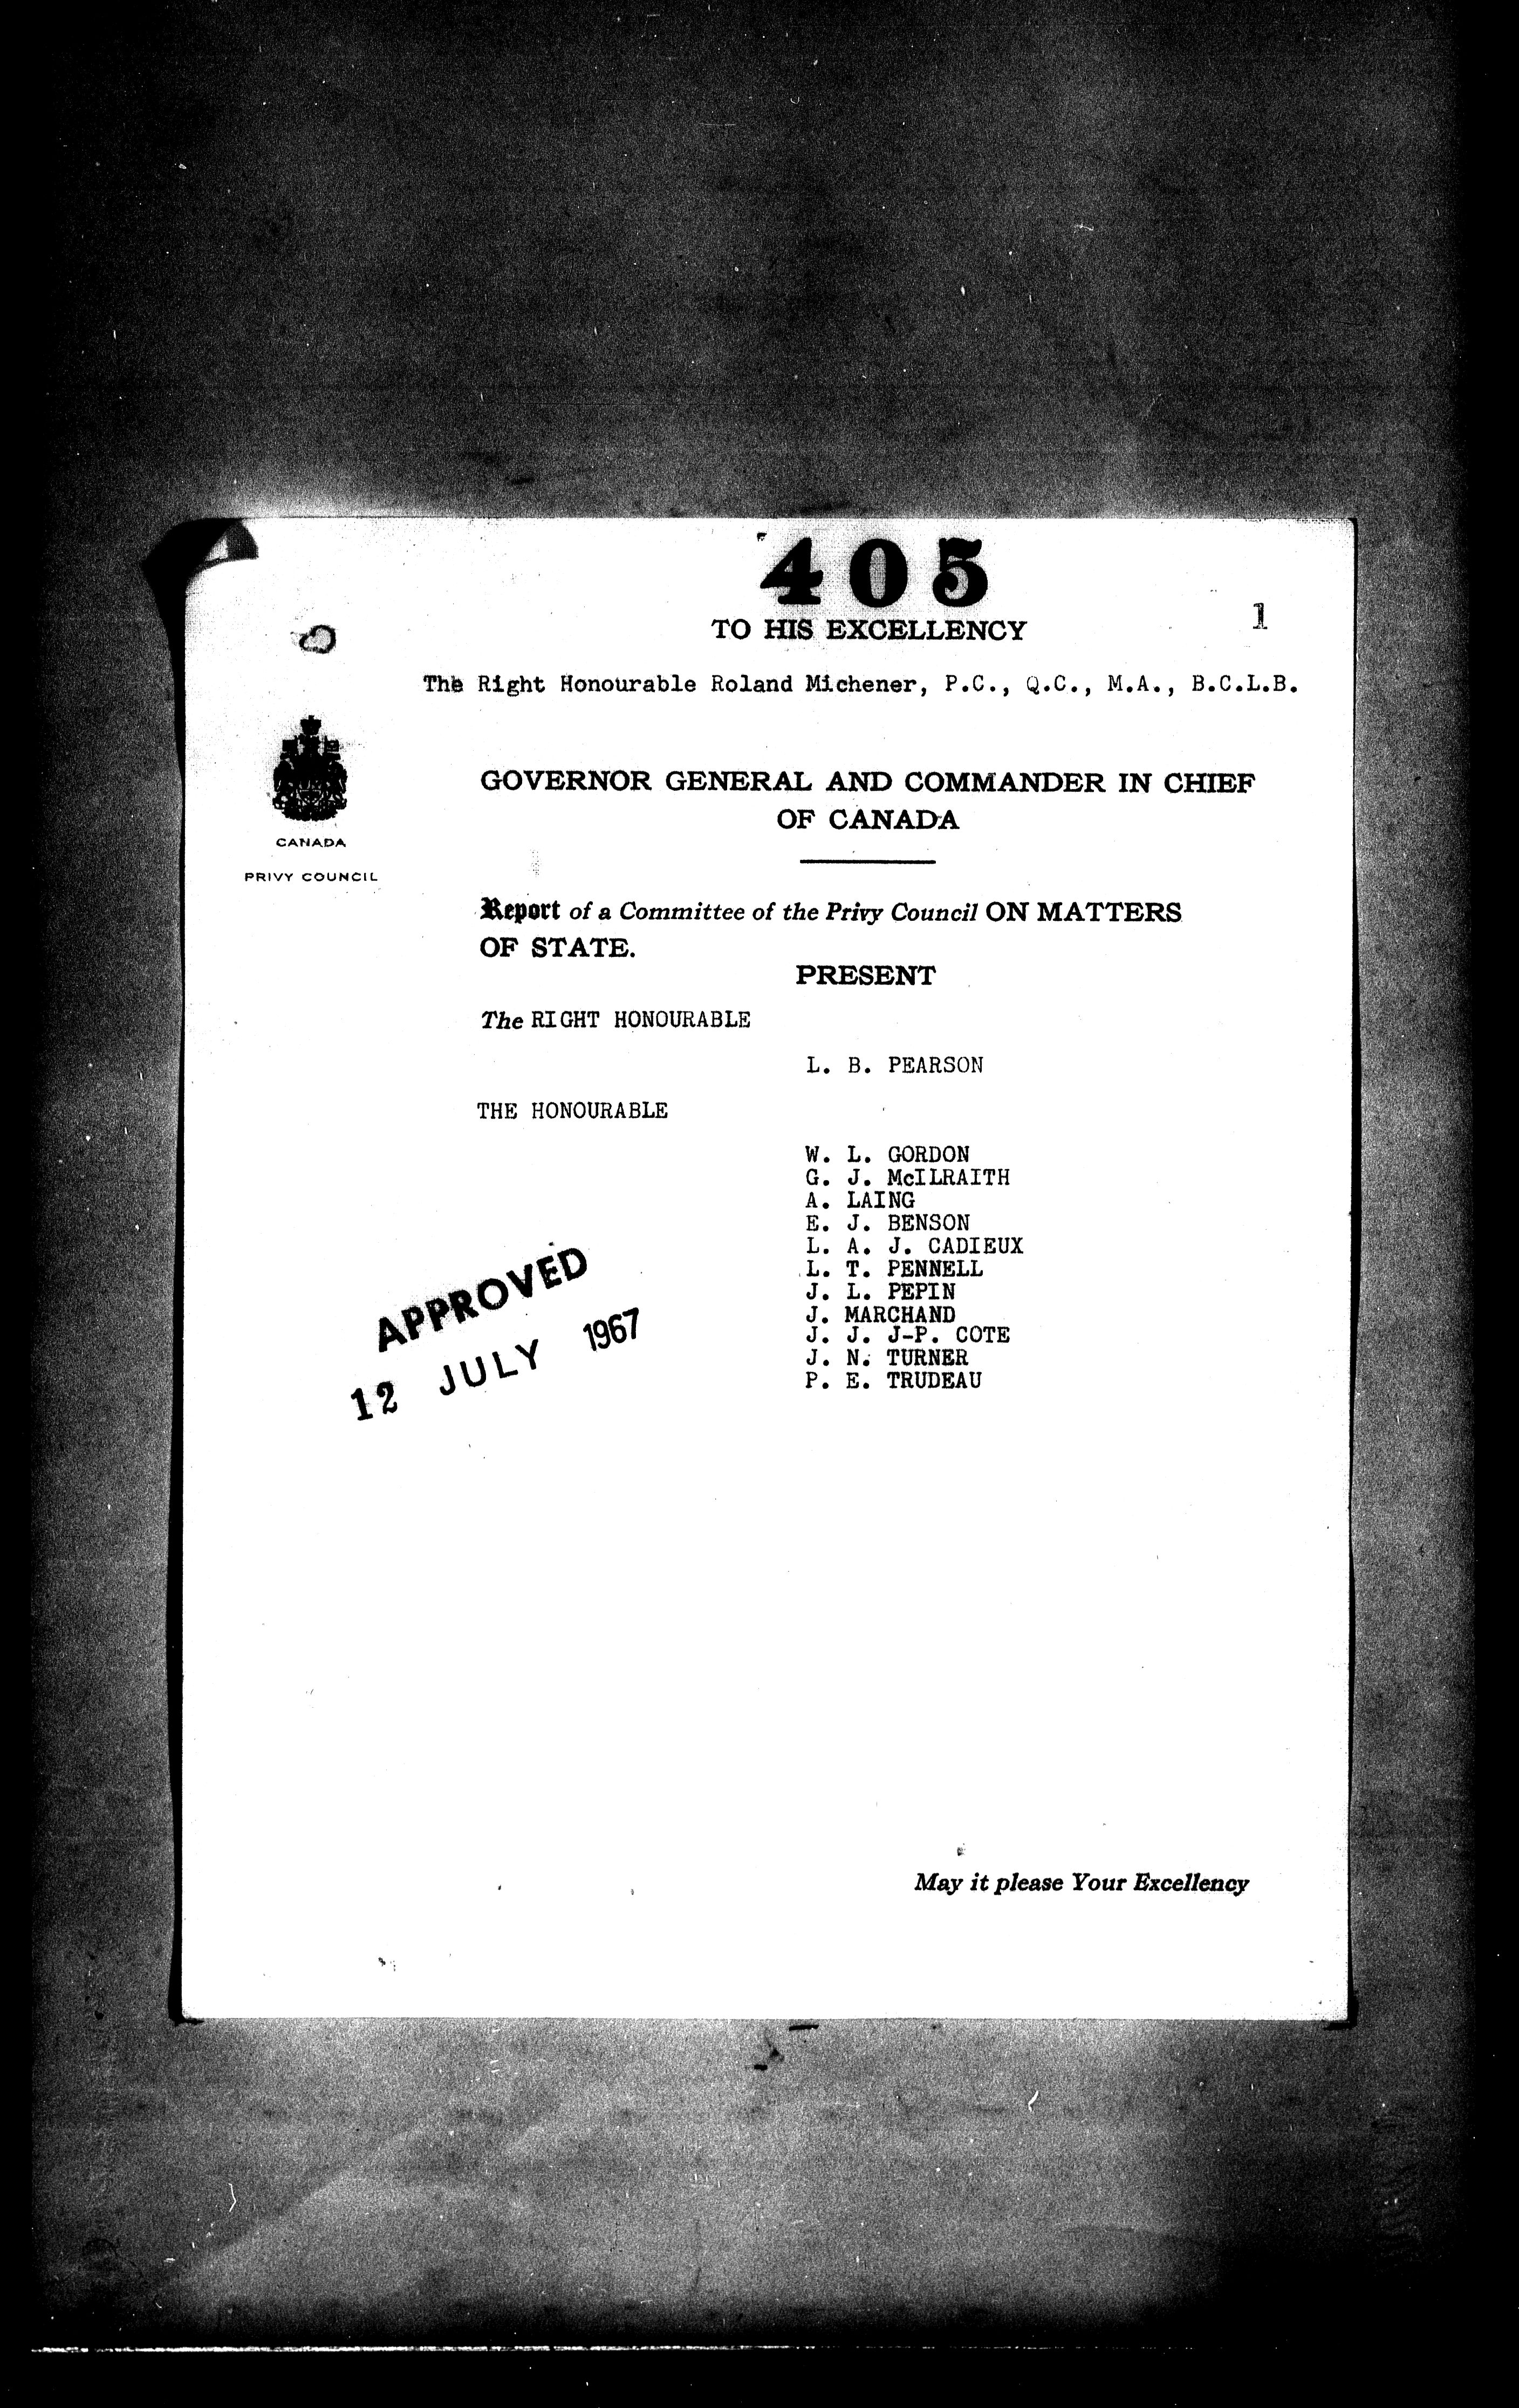 405
TO HIS EXCELLENCY
1
The Right Honourable Roland Michener, P.C., Q.C., M.A., B.C.L.B.
GOVERNOR GENERAL AND COMMANDER IN CHIEF
OF CANADA
CANADA
PRIVY COUNCIL
Report of a Committee of the Privy Council ON MATTERS
OF STATE.
PRESENT
The RIGHT HONOURABLE
L. B. PEARSON
THE HONOURABLE
W. L. GORDON
G. J. McILRAITH
A. LAING
E. J. BENSON
L. A. J. CADIEUX
L. T. PENNELL
J. L. PEPIN
J. MARCHAND
J. J. J-P. COTE
J. N. TURNER
P. E. TRUDEAU
APPROVED
12 JULY 1967
May it please Your Excellency